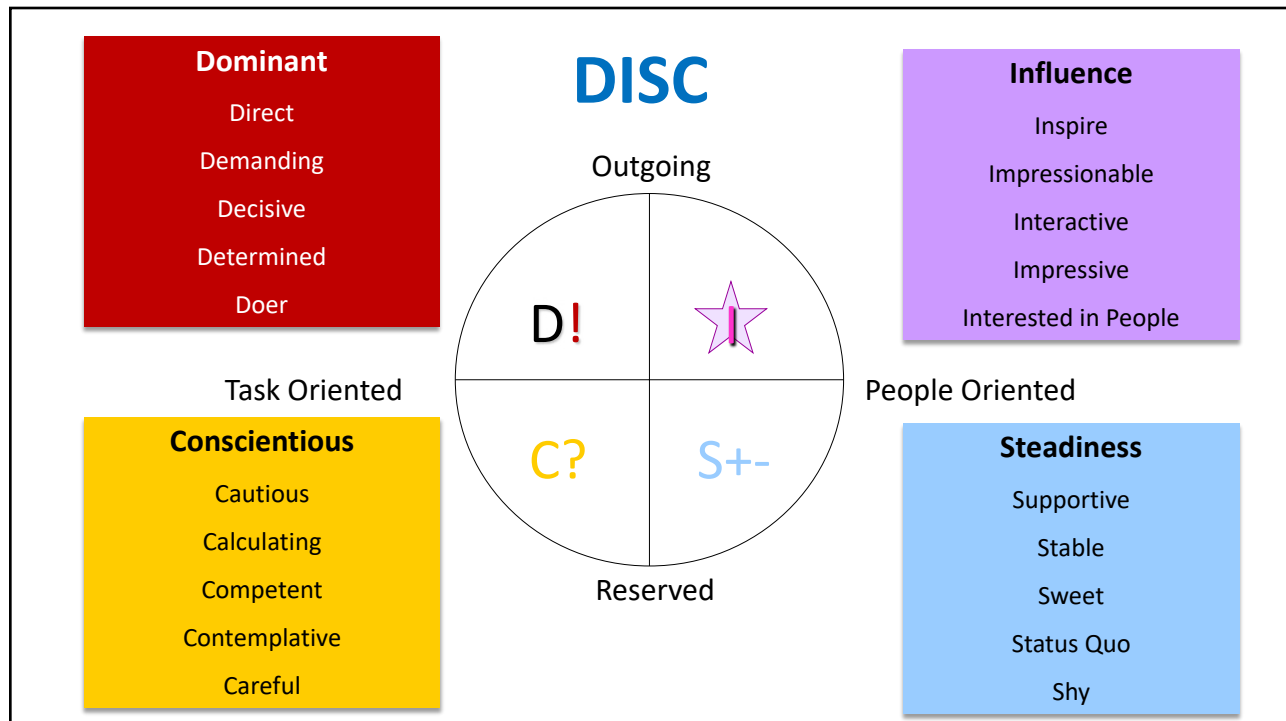 DISC
Dominant
Direct
Demanding
Decisive
Determined
Doer
Influence
Inspire
Impressionable
Interactive
Impressive
Interested in People
Outgoing
D!
I
Task Oriented
People Oriented
C?
S+-
Reserved
Conscientious
Cautious
Calculating
Competent
Contemplative
Careful
Steadiness
Supportive
Stable
Sweet
Status Quo
Shy